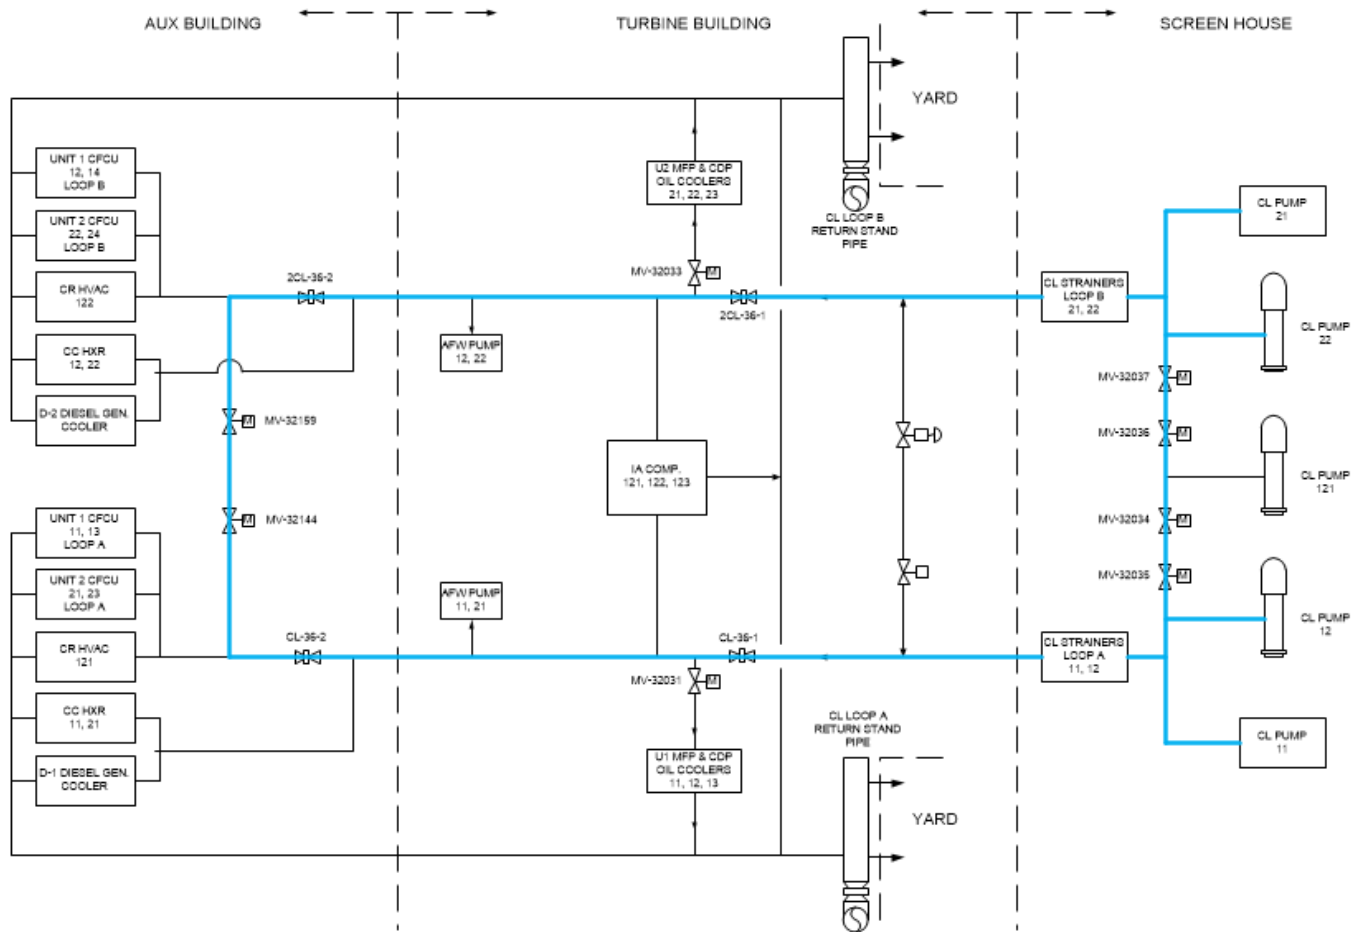 AUX BUILDING
TURBINE BUILDING
SCREEN HOUSE
YARD
UNIT 1 CFCU
12, 14
LOOP B
U2 MFP & CDP
OIL COOLERS
21, 22, 23
CL PUMP
21
UNIT 2 CFCU
22, 24
LOOP B
CL LOOP B
RETURN STAND
PIPE
MV-32033
M
2CL-36-2
CR HVAC
122
CL STRAINERS
LOOP B
21, 22
2CL-36-1
CL PUMP
22
AFW PUMP
12, 22
CC HXR
12, 22
MV-32037
M
D-2 DIESEL GEN.
COOLER
MV-32159
M
MV-32036
M
IA COMP.
121, 122, 123
CL PUMP
121
UNIT 1 CFCU
11, 13
LOOP A
MV-32144
M
MV-32034
M
UNIT 2 CFCU
21, 23
LOOP A
AFW PUMP
11, 21
MV-32035
M
CL PUMP
12
CL-36-2
CL-36-1
CR HVAC
121
CL STRAINERS
LOOP A
11, 12
MV-32031
M
CC HXR
11, 21
CL LOOP A
RETURN STAND
PIPE
CL PUMP
11
D-1 DIESEL GEN.
COOLER
U1 MFP & CDP
OIL COOLERS
11, 12, 13
YARD